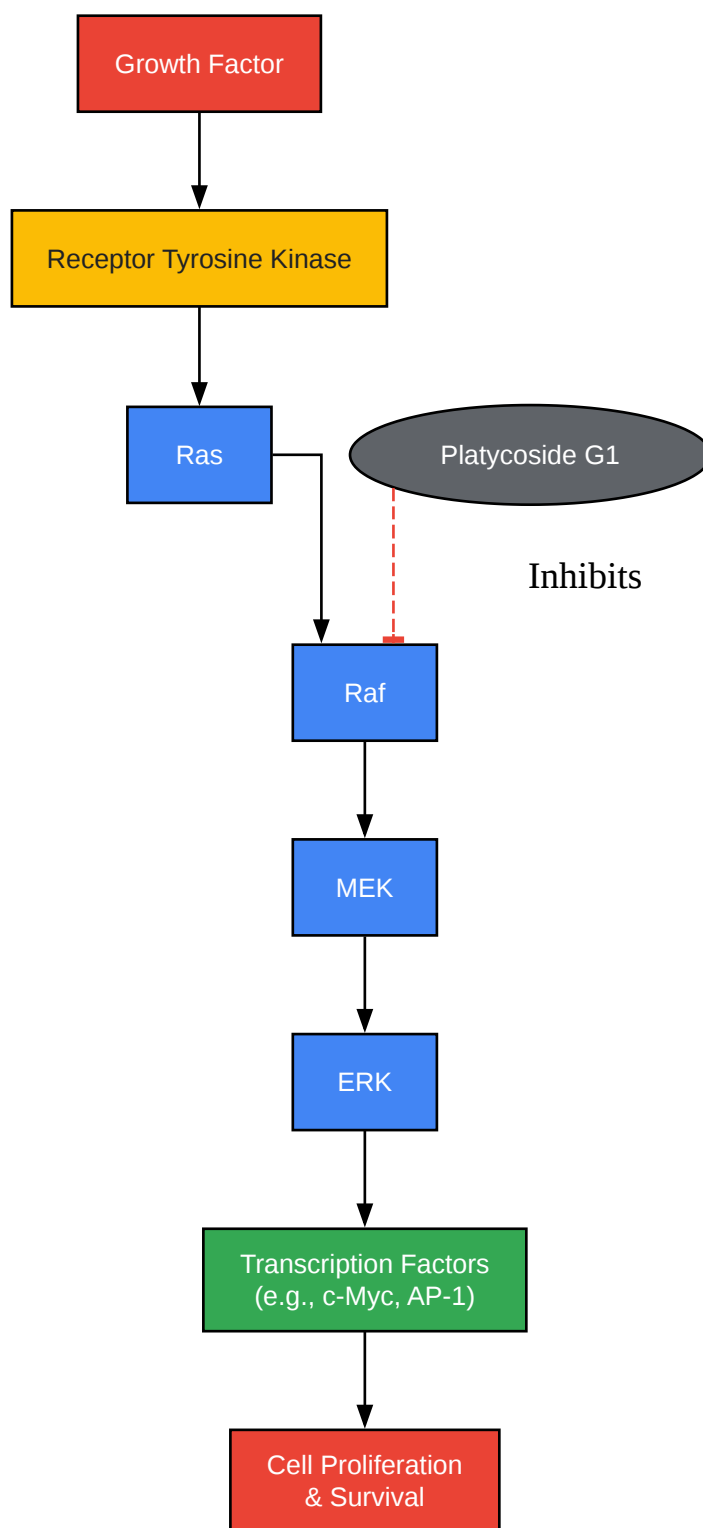 Growth Factor
Receptor Tyrosine Kinase
Ras
Platycoside G1
Inhibits
Raf
MEK
ERK
Transcription Factors
(e.g., c-Myc, AP-1)
Cell Proliferation
& Survival